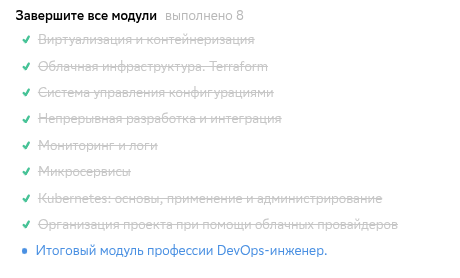 Завершите все модули выполнено 8
Виртуализация и контейнеризация
Облачная инфраструктура. Terraform
Система управления конфигурациями
Непрерывная разработка и интеграция
Мониторинг и логи
Микросервисы
Kubernetes: основы, применение и администрирование
Организация проекта при помощи облачных провайдеров
Итоговый модуль профессии DevOps-инженер.